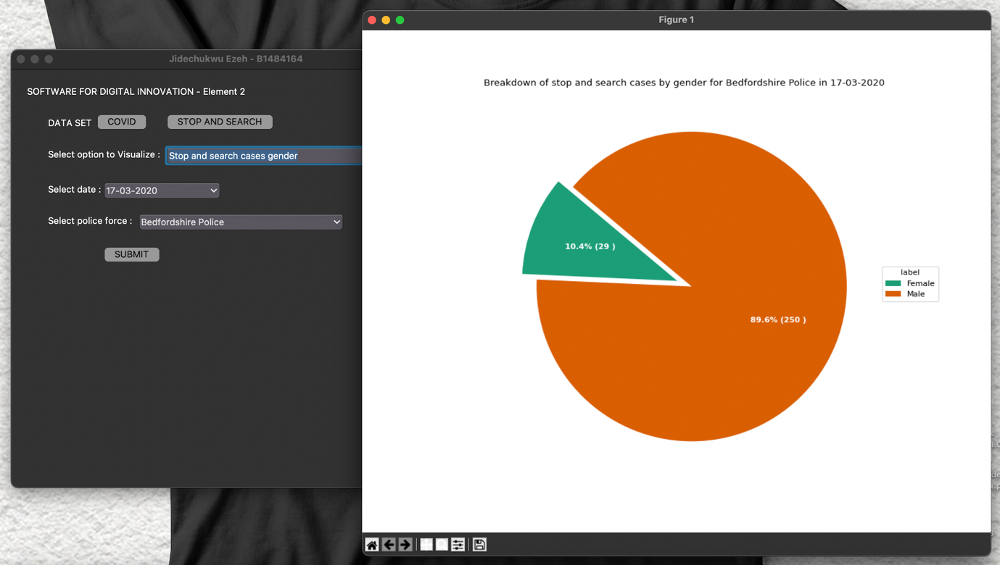 Jidechukwu Ezeh - B1484164
SOFTWARE FOR DIGITAL INNOVATION - Element 2
DATA SET COVID STOP AND SEARCH
Select option to Visualize : Stop and search cases gender
Select date : 17-03-2020
Select police force : Bedfordshire Police
SUBMIT
Figure 1
Breakdown of stop and search cases by gender for Bedfordshire Police in 17-03-2020
10.4% (29 )
89.6% (250 )
label
Female
Male